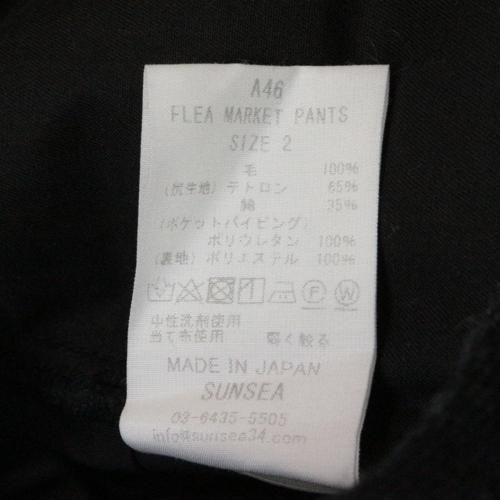 A46
FLEA MARKET PANTS
SIZE 2
毛 100%
(尻生地) テトロン 65%
綿 35%
(ポケットパイピング)
ポリウレタン 100%
(裏地) ポリエステル 100%
F W
中性洗剤使用
当て布使用 弱く絞る
MADE IN JAPAN
SUNSEA
03-6435-5505
info@sunsea34.com